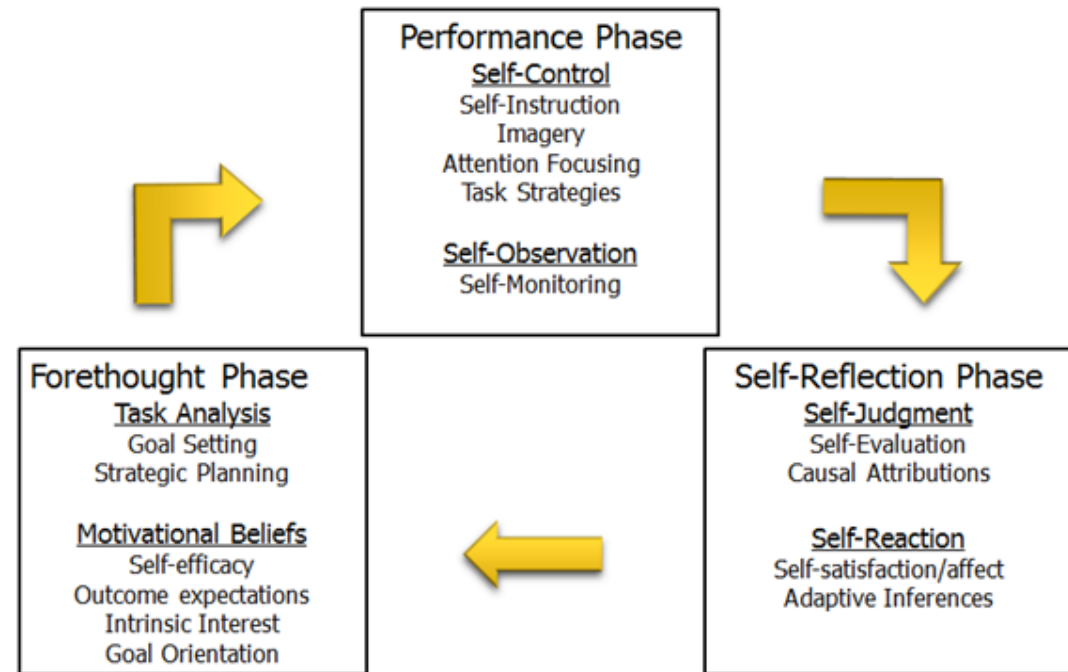 Performance Phase
Self-Control
Self-Instruction
Imagery
Attention Focusing
Task Strategies
Self-Observation
Self-Monitoring
Forethought Phase
Task Analysis
Goal Setting
Strategic Planning
Motivational Beliefs
Self-efficacy
Outcome expectations
Intrinsic Interest
Goal Orientation
Self-Reflection Phase
Self-Judgment
Self-Evaluation
Causal Attributions
Self-Reaction
Self-satisfaction/affect
Adaptive Inferences